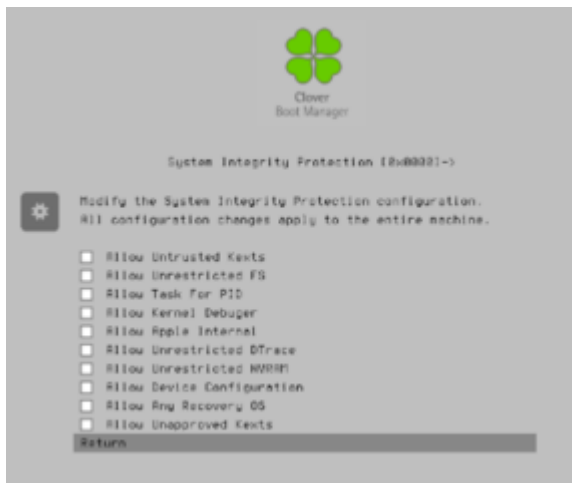 Clover
Boot Manager
System Integrity Protection [0x0000]->
Modify the System Integrity Protection configuration.
All configuration changes apply to the entire machine.
Allow Untrusted Kexts
Allow Unrestricted FS
Allow Task For PID
Allow Kernel Debuger
Allow Apple Internal
Allow Unrestricted DTrace
Allow Unrestricted NVRAM
Allow Device Configuration
Allow Any Recovery OS
Allow Unapproved Kexts
Return